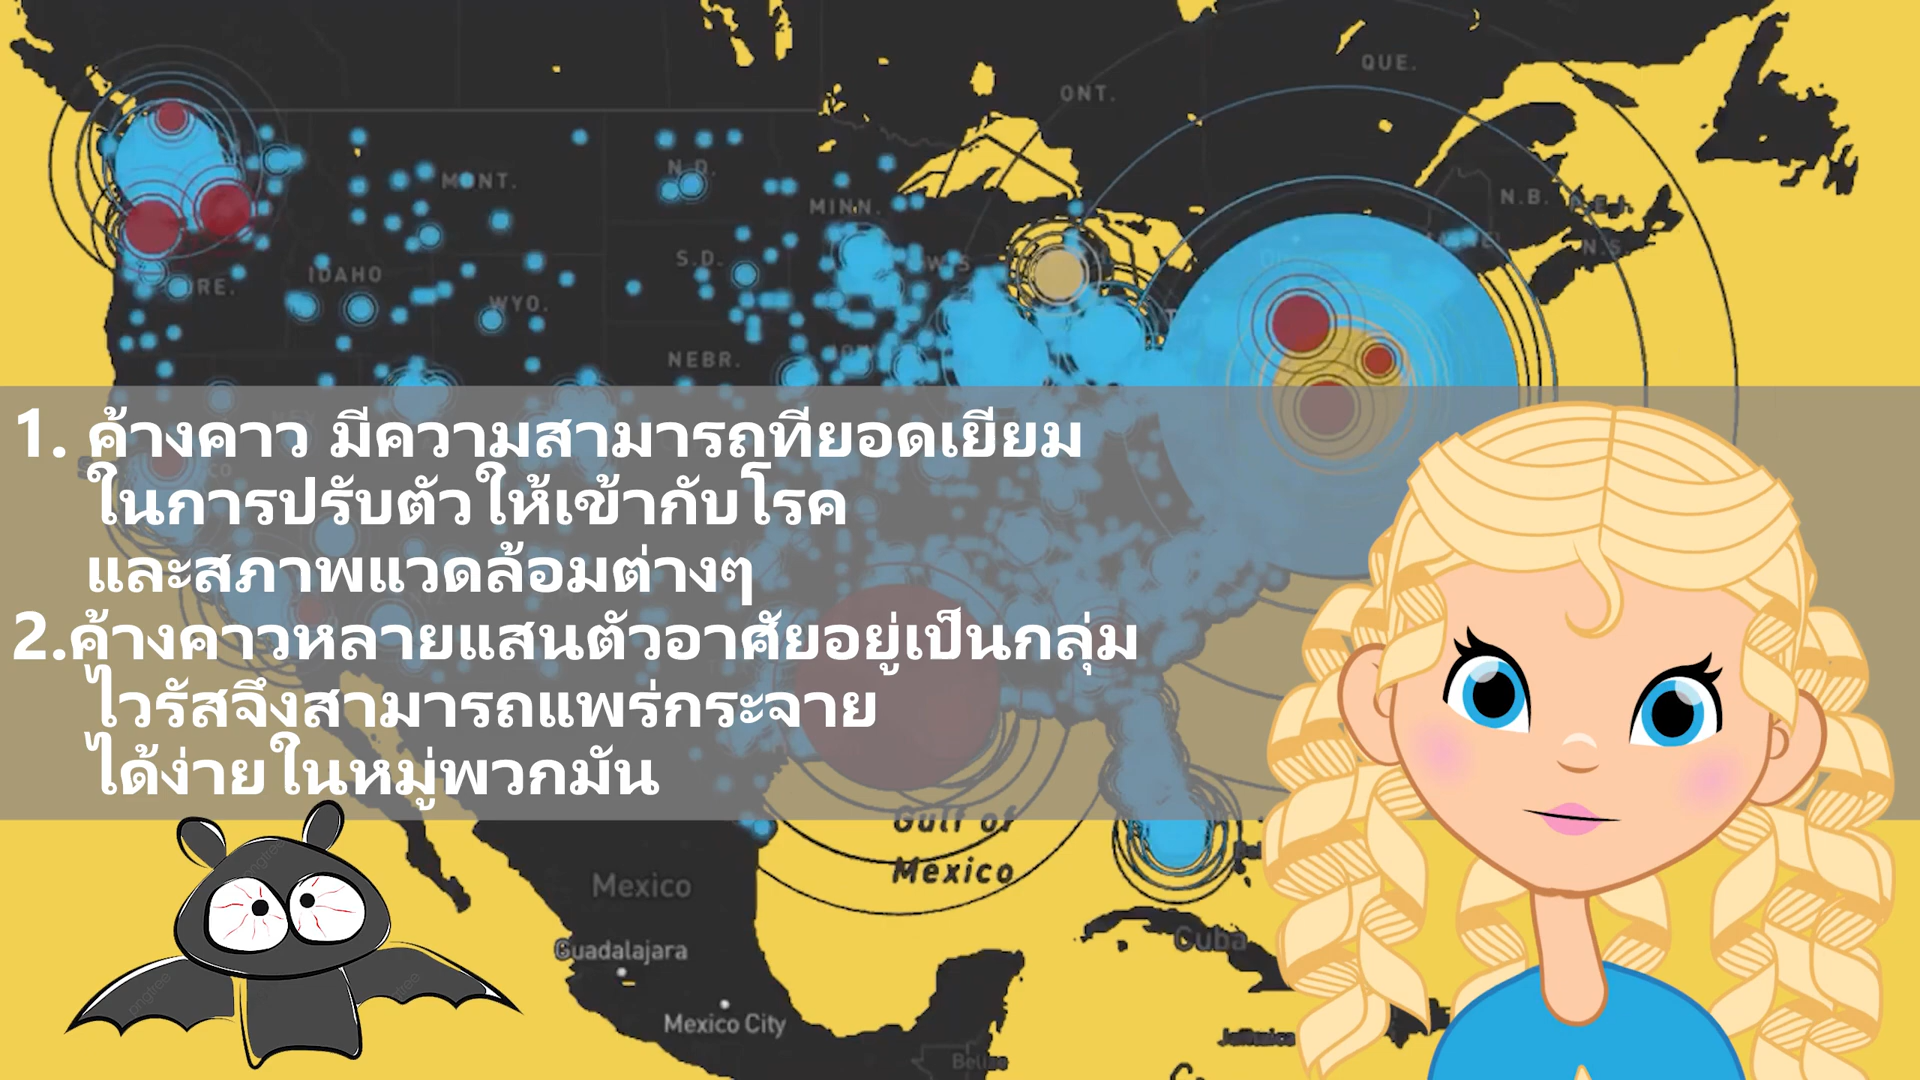 QUE.
ONT.
MONT.
N.D.
MINN.
N.B.
P.E.I.
N.S.
S.D.
WIS
IDAHO
ORE.
WYO.
NEBR.
1. ค้างคาว มีความสามารถที่ยอดเยี่ยม
ในการปรับตัวให้เข้ากับโรค
และสภาพแวดล้อมต่างๆ
2.ค้างคาวหลายแสนตัวอาศัยอยู่เป็นกลุ่ม
ไวรัสจึงสามารถแพร่กระจาย
ได้ง่ายในหมู่พวกมัน
Gulf of
Mexico
Mexico
Guadalajara
Cuba
Mexico City
Jamaica
Belize
pngtree